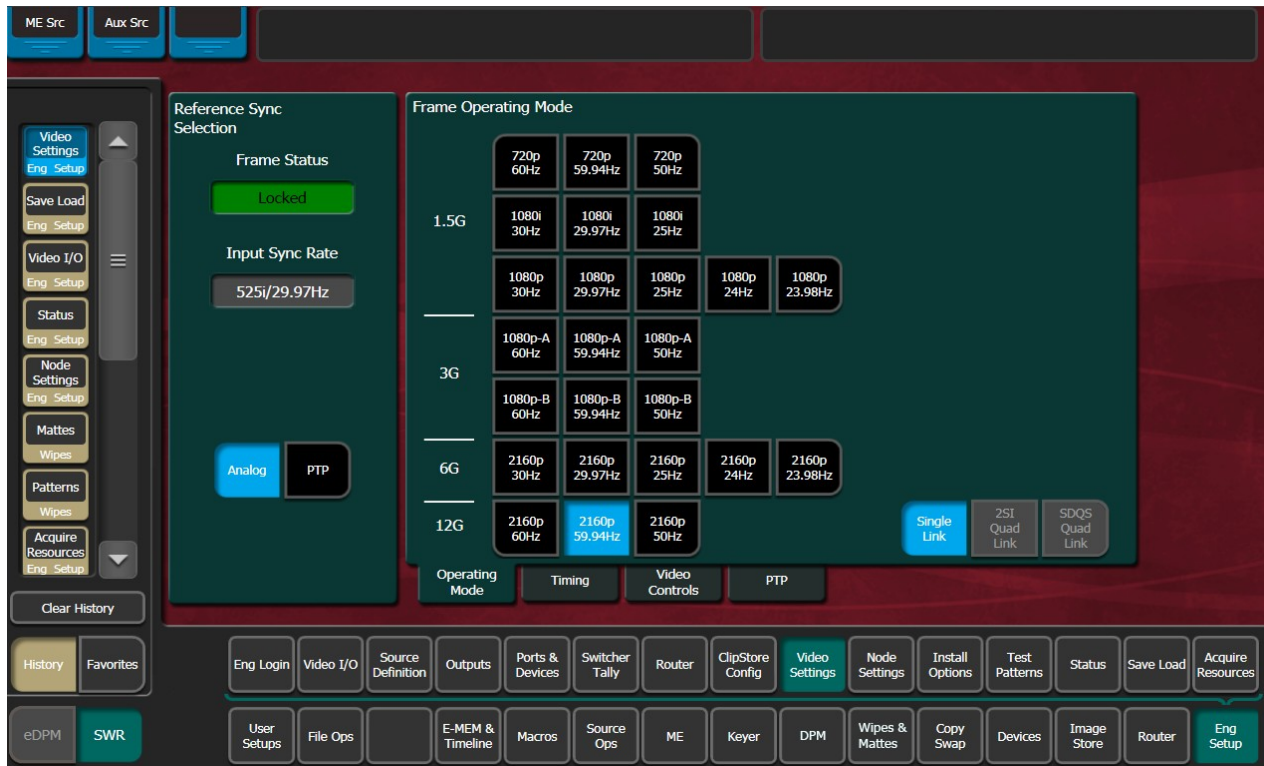 ME Src
Aux Src
Video
Settings
Eng Setup
Save Load
Eng Setup
Video I/O
Eng Setup
Status
Eng Setup
Node
Settings
Eng Setup
Mattes
Wipes
Patterns
Wipes
Acquire
Resources
Eng Setup
Clear History
History
Favorites
eDPM
SWR
Reference Sync
Selection
Frame Status
Locked
Input Sync Rate
525i/29.97Hz
Analog
PTP
Frame Operating Mode
1.5G
720p
60Hz
720p
59.94Hz
720p
50Hz
1080i
30Hz
1080i
29.97Hz
1080i
25Hz
1080p
30Hz
1080p
29.97Hz
1080p
25Hz
1080p
24Hz
1080p
23.98Hz
3G
1080p-A
60Hz
1080p-A
59.94Hz
1080p-A
50Hz
1080p-B
60Hz
1080p-B
59.94Hz
1080p-B
50Hz
6G
2160p
30Hz
2160p
29.97Hz
2160p
25Hz
2160p
24Hz
2160p
23.98Hz
12G
2160p
60Hz
2160p
59.94Hz
2160p
50Hz
Single
Link
2SI
Quad
Link
SDQS
Quad
Link
Operating
Mode
Timing
Video
Controls
PTP
Eng Login
Video I/O
Source
Definition
Outputs
Ports &
Devices
Switcher
Tally
Router
ClipStore
Config
Video
Settings
Node
Settings
Install
Options
Test
Patterns
Status
Save Load
Acquire
Resources
User
Setups
File Ops
E-MEM &
Timeline
Macros
Source
Ops
ME
Keyer
DPM
Wipes &
Mattes
Copy
Swap
Devices
Image
Store
Router
Eng
Setup